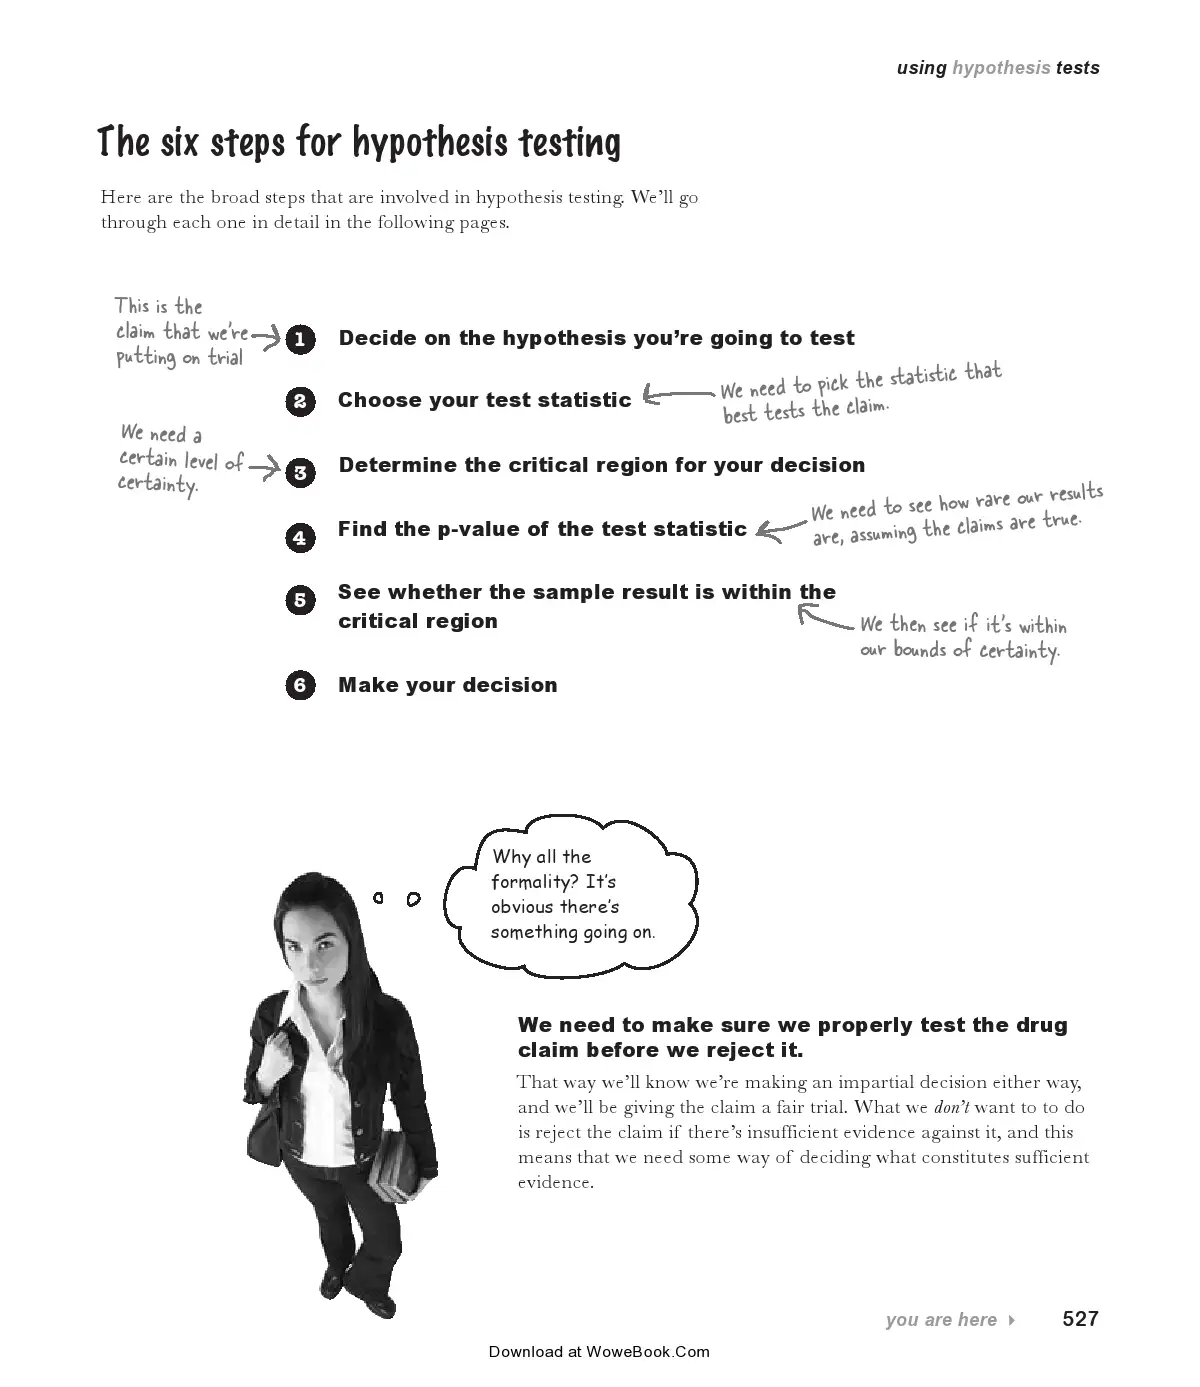 using hypothesis tests
The six steps for hypothesis testing
Here are the broad steps that are involved in hypothesis testing. We'll go
through each one in detail in the following pages.
This is the
claim that we're
putting on trial
1 Decide on the hypothesis you're going to test
2 Choose your test statistic
We need to pick the statistic that
best tests the claim.
We need a
certain level of
certainty.
3 Determine the critical region for your decision
4 Find the p-value of the test statistic
We need to see how rare our results
are, assuming the claims are true.
5 See whether the sample result is within the
critical region
We then see if it's within
our bounds of certainty.
6 Make your decision
Why all the
formality? It's
obvious there's
something going on.
We need to make sure we properly test the drug
claim before we reject it.
That way we'll know we're making an impartial decision either way,
and we'll be giving the claim a fair trial. What we don't want to to do
is reject the claim if there's insufficient evidence against it, and this
means that we need some way of deciding what constitutes sufficient
evidence.
you are here 527
Download at WoweBook.Com